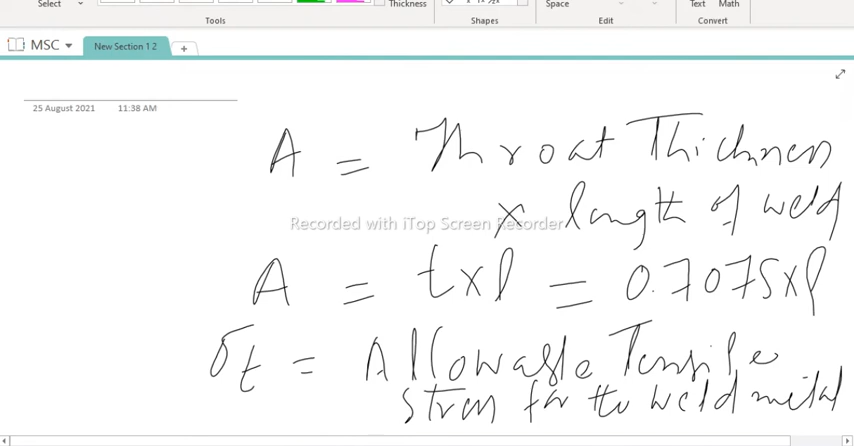 Select
Thickness
Space
Text Math
Tools
Shapes
Edit
Convert
MSC
New Section 1 2
+
25 August 2021 11:38 AM
A = Throat Thickness
× length of weld
Recorded with iTop Screen Recorder
A = t×l = 0.707s×l
σt = Allowable Tensile
stress for the weld metal